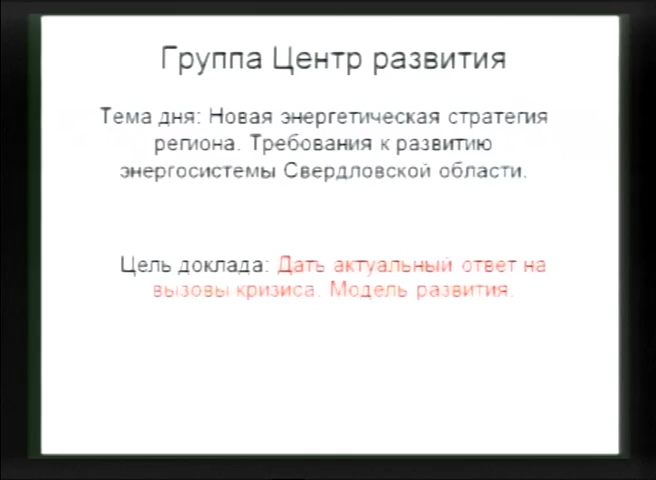 Группа Центр развития
Тема дня: Новая энергетическая стратегия
региона. Требования к развитию
энергосистемы Свердловской области.
Цель доклада: Дать актуальный ответ на
вызовы кризиса. Модель развития.